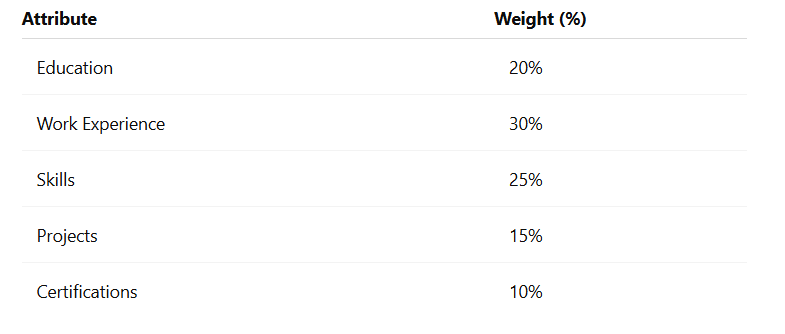 Attribute Weight (%)
Education 20%
Work Experience 30%
Skills 25%
Projects 15%
Certifications 10%